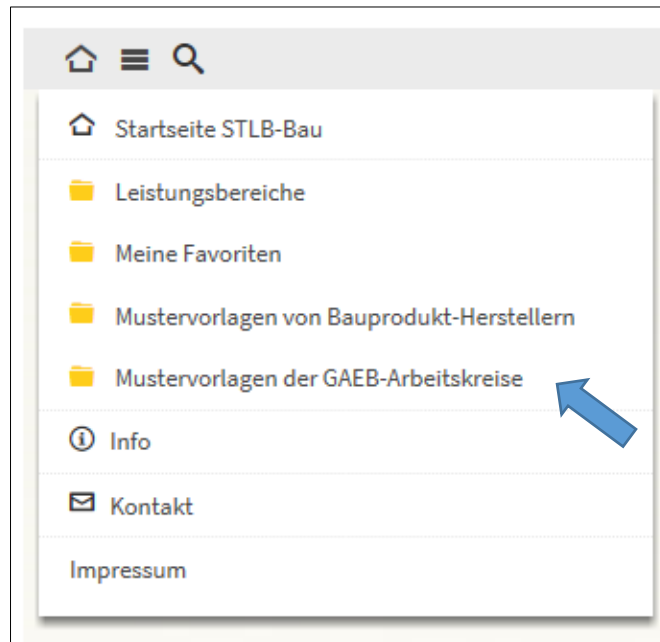 Startseite STLB-Bau
Leistungsbereiche
Meine Favoriten
Mustervorlagen von Bauprodukt-Herstellern
Mustervorlagen der GAEB-Arbeitskreise
Info
Kontakt
Impressum